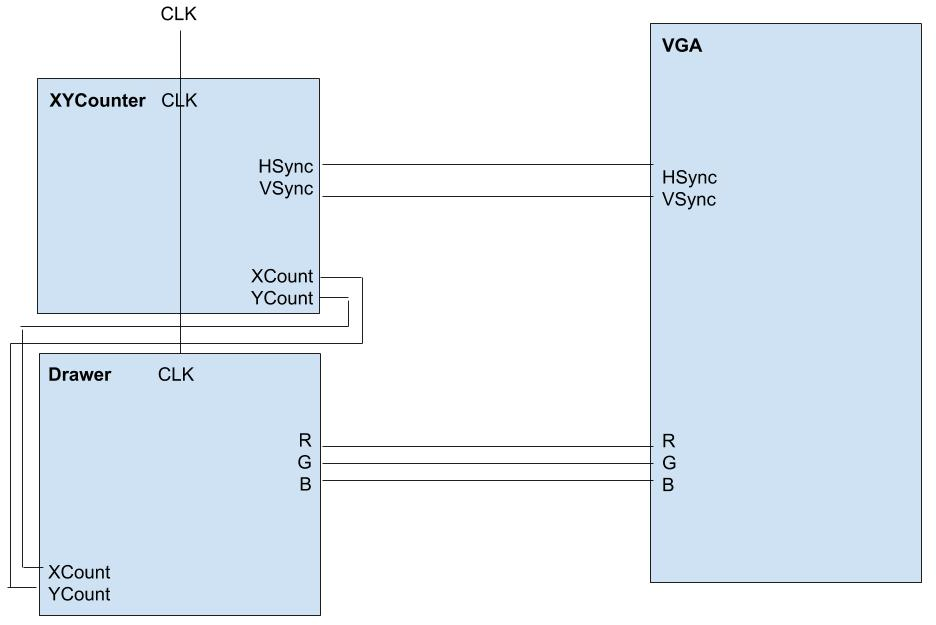 CLK
XYCounter CLK
HSync
VSync
XCount
YCount
VGA
HSync
VSync
R
G
B
Drawer CLK
R
G
B
XCount
YCount